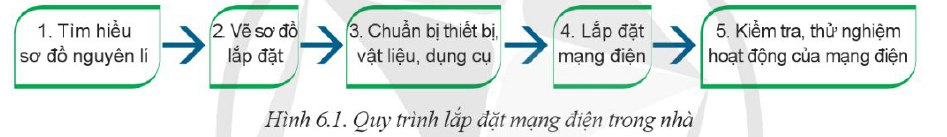 1. Tìm hiểu
sơ đồ nguyên lí
2. Vẽ sơ đồ
lắp đặt
3. Chuẩn bị thiết bị,
vật liệu, dụng cụ
4. Lắp đặt
mạng điện
5. Kiểm tra, thử nghiệm
hoạt động của mạng điện
Hình 6.1. Quy trình lắp đặt mạng điện trong nhà